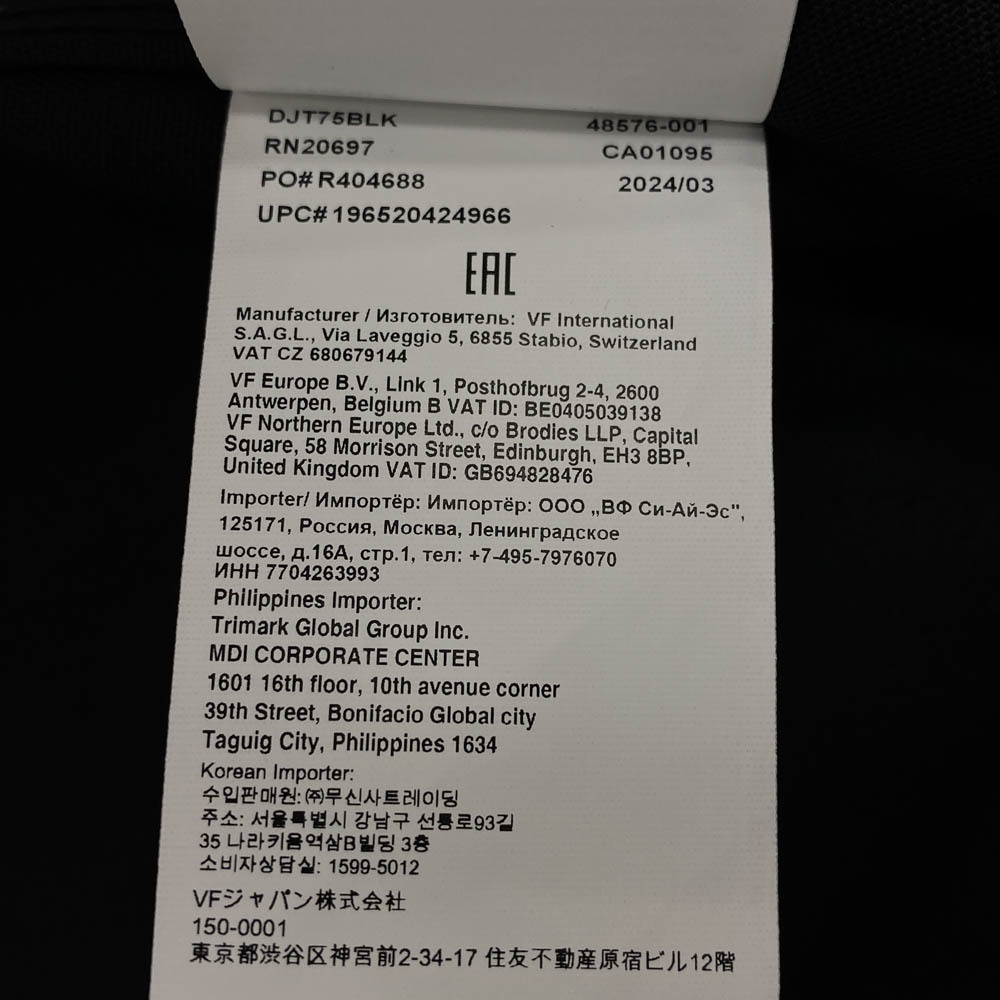 DJT75BLK 48576-001
RN20697 CA01095
PO# R404688 2024/03
UPC# 196520424966
EAC
Manufacturer / Изготовитель: VF International
S.A.G.L., Via Laveggio 5, 6855 Stabio, Switzerland
VAT CZ 680679144
VF Europe B.V., Link 1, Posthofbrug 2-4, 2600
Antwerpen, Belgium B VAT ID: BE0405039138
VF Northern Europe Ltd., c/o Brodies LLP, Capital
Square, 58 Morrison Street, Edinburgh, EH3 8BP,
United Kingdom VAT ID: GB694828476
Importer/ Импортёр: Импортёр: ООО „ВФ Си-Ай-Эс",
125171, Россия, Москва, Ленинградское
шоссе, д.16А, стр.1, тел: +7-495-7976070
ИНН 7704263993
Philippines Importer:
Trimark Global Group Inc.
MDI CORPORATE CENTER
1601 16th floor, 10th avenue corner
39th Street, Bonifacio Global city
Taguig City, Philippines 1634
Korean Importer:
수입판매원: ㈜무신사트레이딩
주소: 서울특별시 강남구 선릉로93길
35 나라키움역삼B빌딩 3층
소비자상담실: 1599-5012
VFジャパン株式会社
150-0001
東京都渋谷区神宮前2-34-17 住友不動産原宿ビル12階